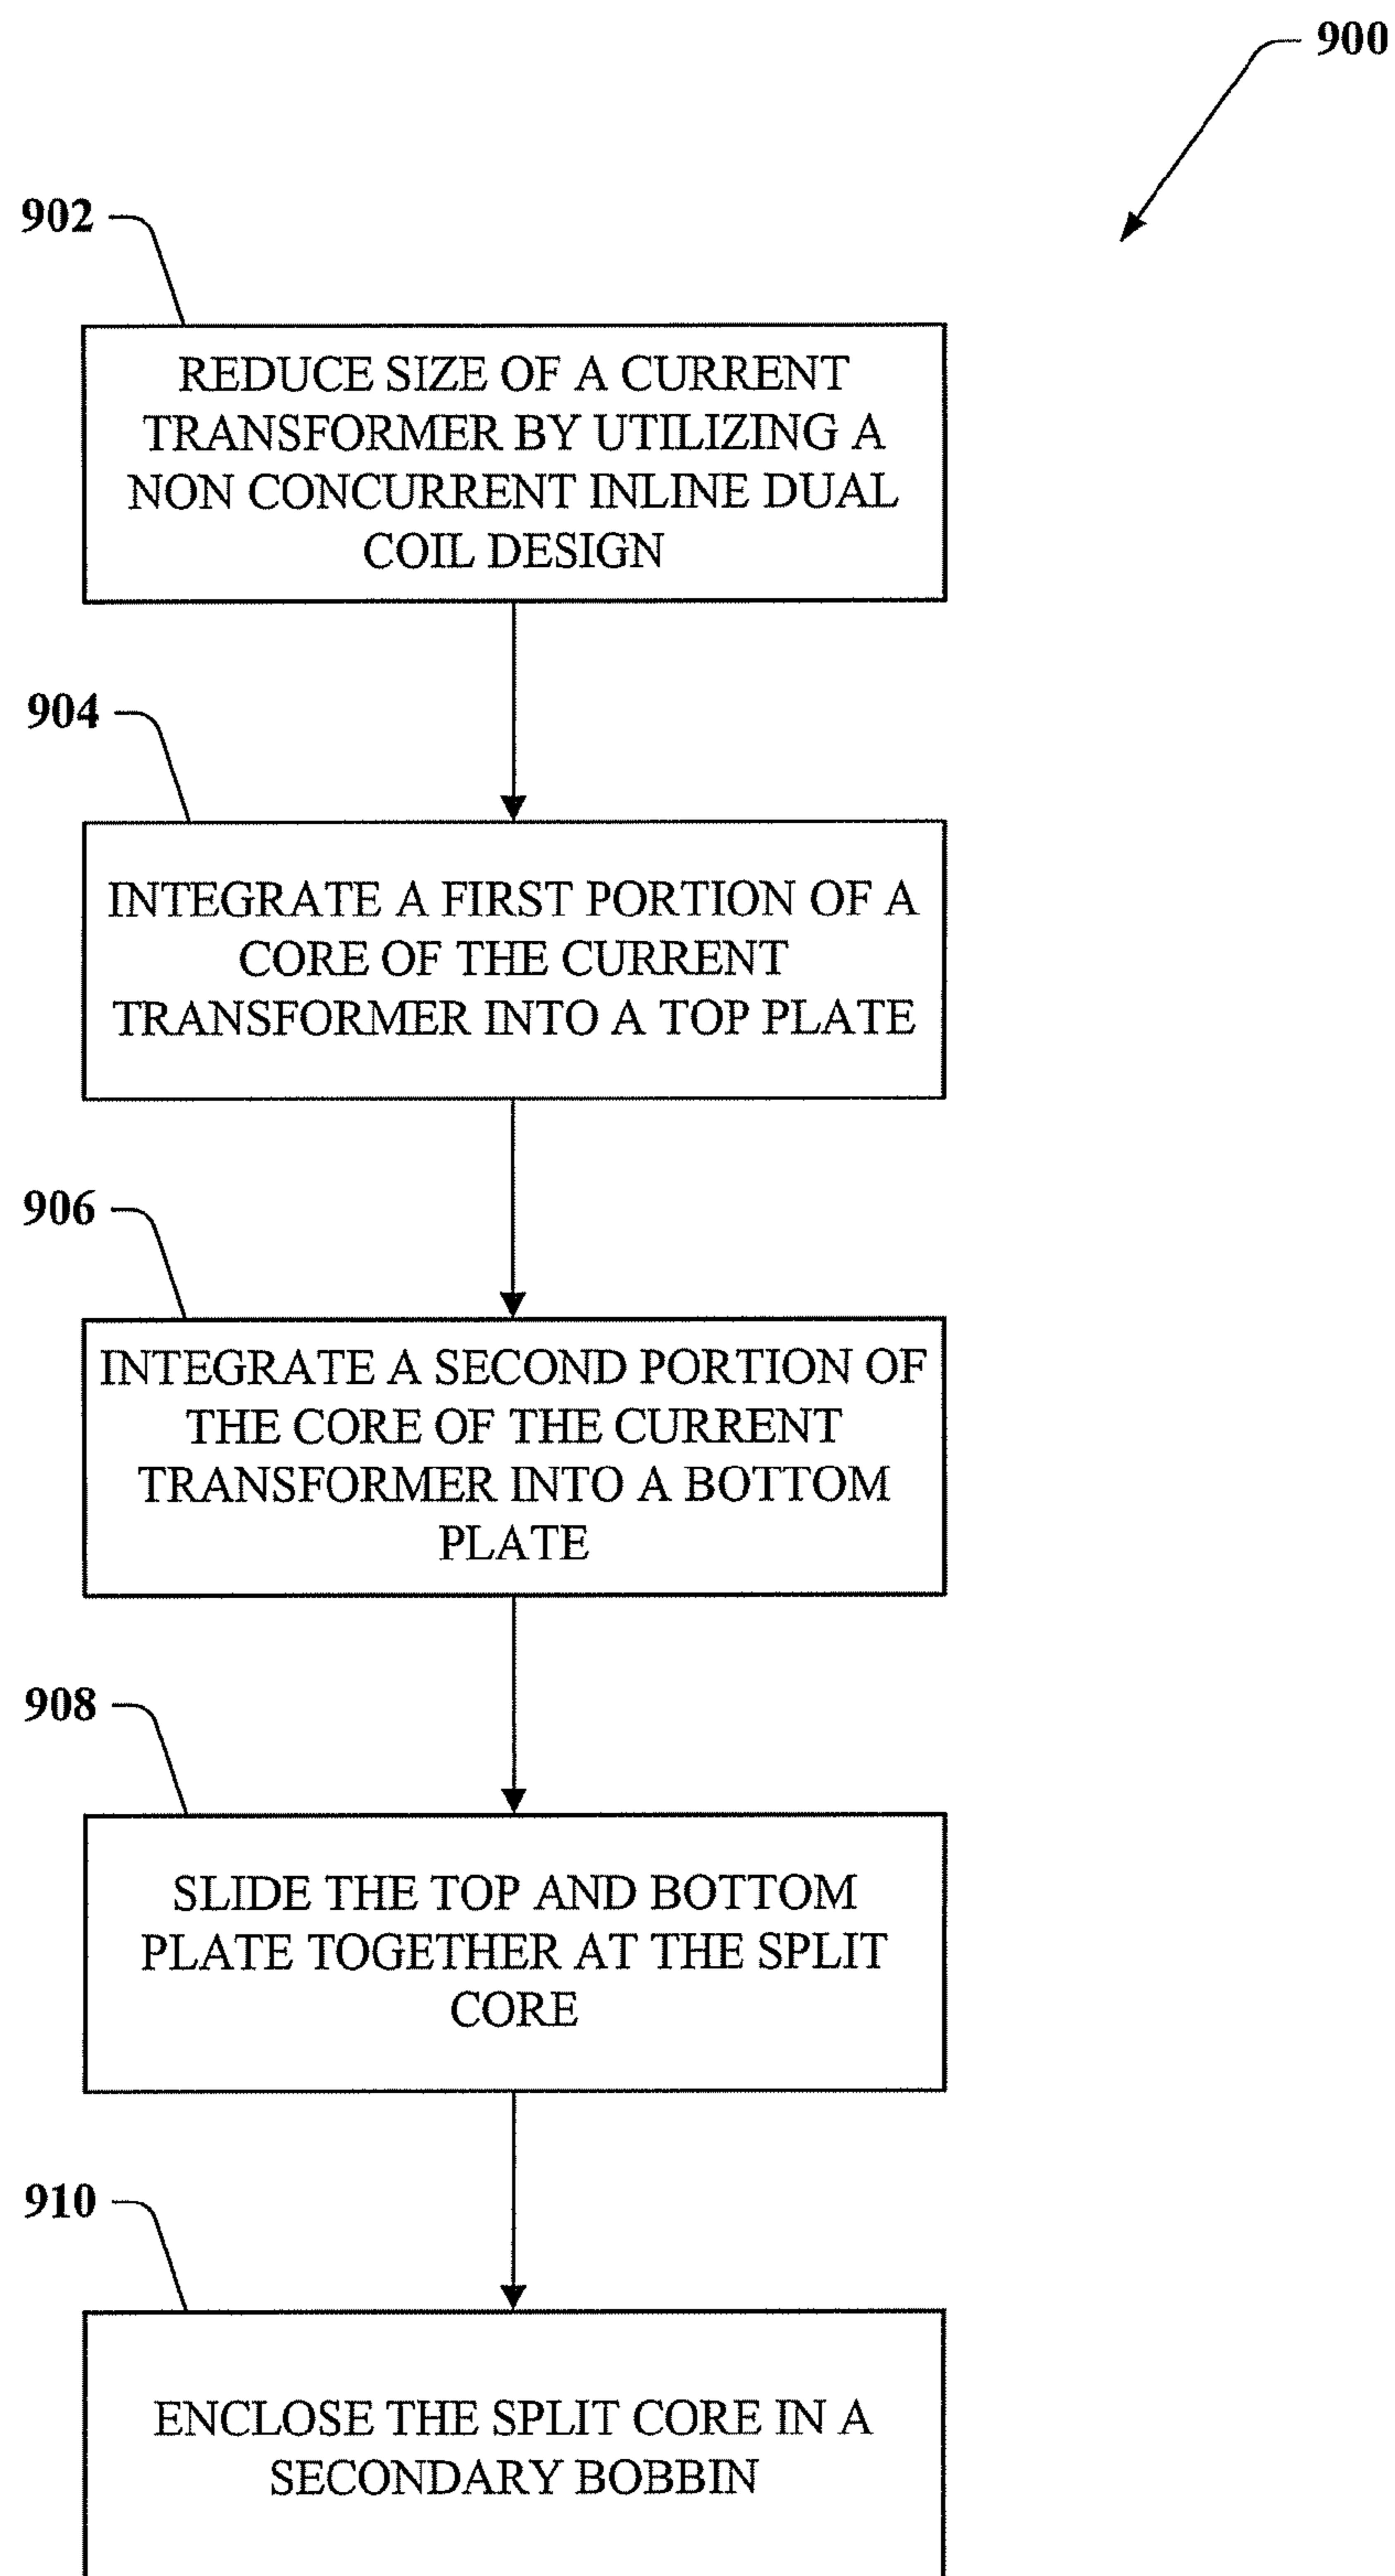 900
902
REDUCE SIZE OF A CURRENT
TRANSFORMER BY UTILIZING A
NON CONCURRENT INLINE DUAL
COIL DESIGN
904
INTEGRATE A FIRST PORTION OF A
CORE OF THE CURRENT
TRANSFORMER INTO A TOP PLATE
906
INTEGRATE A SECOND PORTION OF
THE CORE OF THE CURRENT
TRANSFORMER INTO A BOTTOM
PLATE
908
SLIDE THE TOP AND BOTTOM
PLATE TOGETHER AT THE SPLIT
CORE
910
ENCLOSE THE SPLIT CORE IN A
SECONDARY BOBBIN